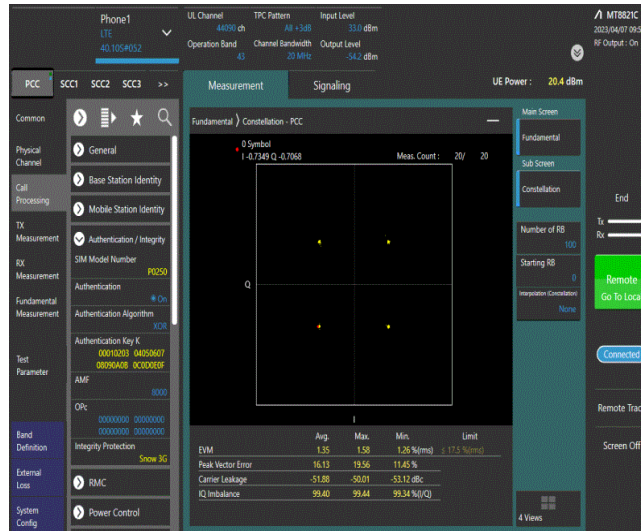 Phone1
LTE
40.105#052
UL Channel
44090 ch
TPC Pattern
All +3dB
Input Level
33.0 dBm
Operation Band
43
Channel Bandwidth
20 MHz
Output Level
-54.2 dBm
MT8821C
2023/04/07 09:5
RF Output : On
PCC
SCC1
SCC2
SCC3
>>
Measurement
Signaling
UE Power : 20.4 dBm
Common
Physical
Channel
Call
Processing
TX
Measurement
RX
Measurement
Fundamental
Measurement
Test
Parameter
Band
Definition
External
Loss
System
Config
General
Base Station Identity
Mobile Station Identity
Authentication / Integrity
SIM Model Number
P0250
Authentication
On
Authentication Algorithm
XOR
Authentication Key K
00010203 04050607
08090A0B 0C0D0E0F
AMF
8000
OPc
00000000 00000000
00000000 00000000
Integrity Protection
Snow 3G
RMC
Power Control
Fundamental ⟩ Constellation - PCC
0 Symbol
I -0.7349 Q -0.7068
Meas. Count : 20/ 20
Q
I
Avg. Max. Min. Limit
EVM 1.35 1.58 1.26 %(rms) ≤ 17.5 %(rms)
Peak Vector Error 16.13 19.56 11.45 %
Carrier Leakage -51.88 -50.01 -53.12 dBc
IQ Imbalance 99.40 99.44 99.34 %(I/Q)
Main Screen
Fundamental
Sub Screen
Constellation
Number of RB
100
Starting RB
0
Interpolation (Constellation)
None
4 Views
End
Tx
Rx
Remote
Go To Loca
Connected
Remote Trac
Screen Off